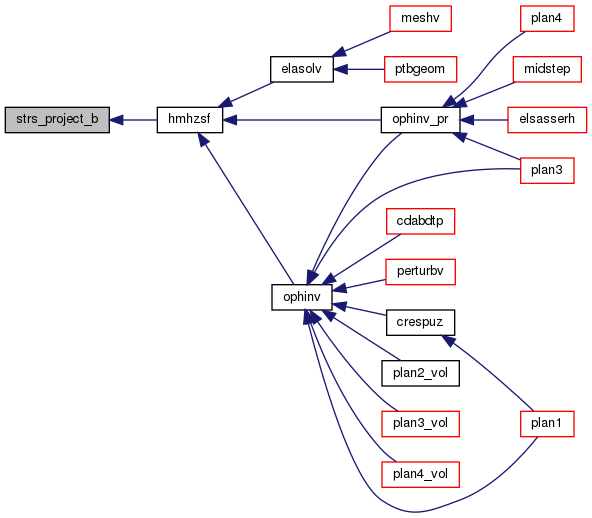 meshv
plan4
elasolv
ptbgeom
midstep
strs_project_b
hmhzsf
ophinv_pr
elsasserh
plan3
cdabdtp
perturbv
ophinv
crespuz
plan2_vol
plan3_vol
plan1
plan4_vol